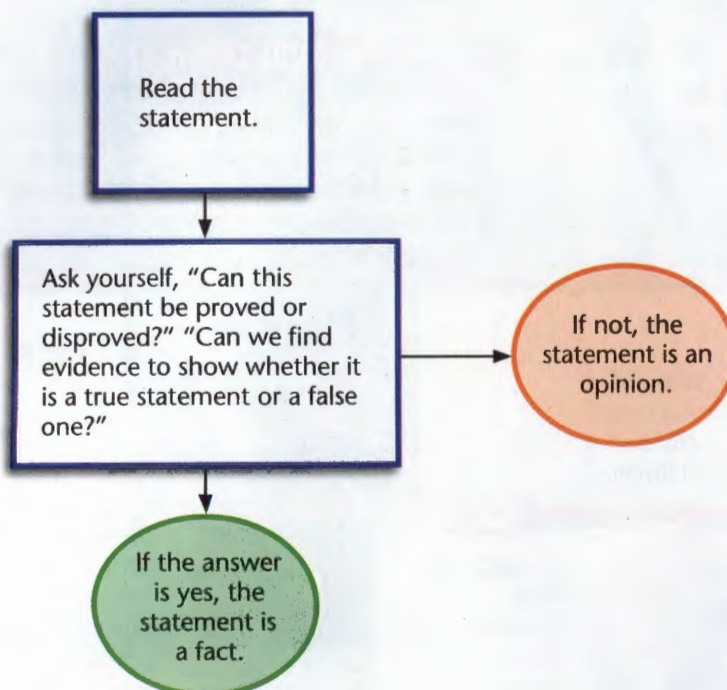 Read the
statement.
Ask yourself, "Can this
statement be proved or
disproved?" "Can we find
evidence to show whether it
is a true statement or a false
one?"
If not, the
statement is an
opinion.
If the answer
is yes, the
statement is
a fact.